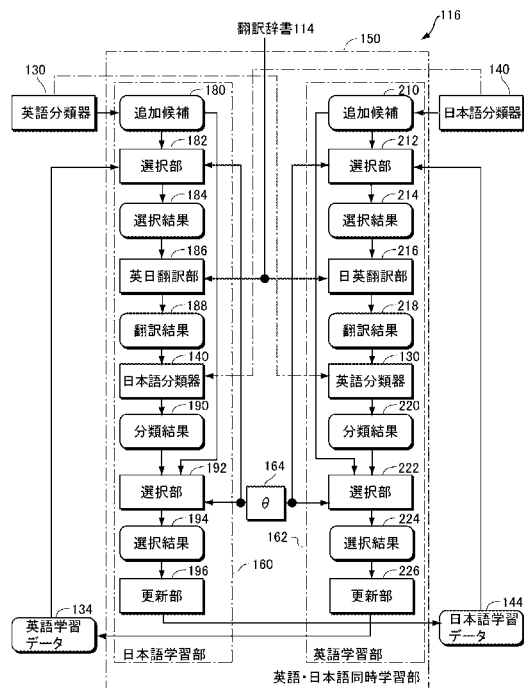 翻訳辞書114
116
150
130
英語分類器
180
追加候補
210
追加候補
140
日本語分類器
182
選択部
212
選択部
184
選択結果
214
選択結果
186
英日翻訳部
216
日英翻訳部
188
翻訳結果
218
翻訳結果
140
日本語分類器
130
英語分類器
190
分類結果
220
分類結果
192
選択部
164
θ
222
選択部
194
選択結果
162
224
選択結果
196
更新部
160
226
更新部
134
英語学習
データ
144
日本語学習
データ
日本語学習部
英語学習部
英語・日本語同時学習部